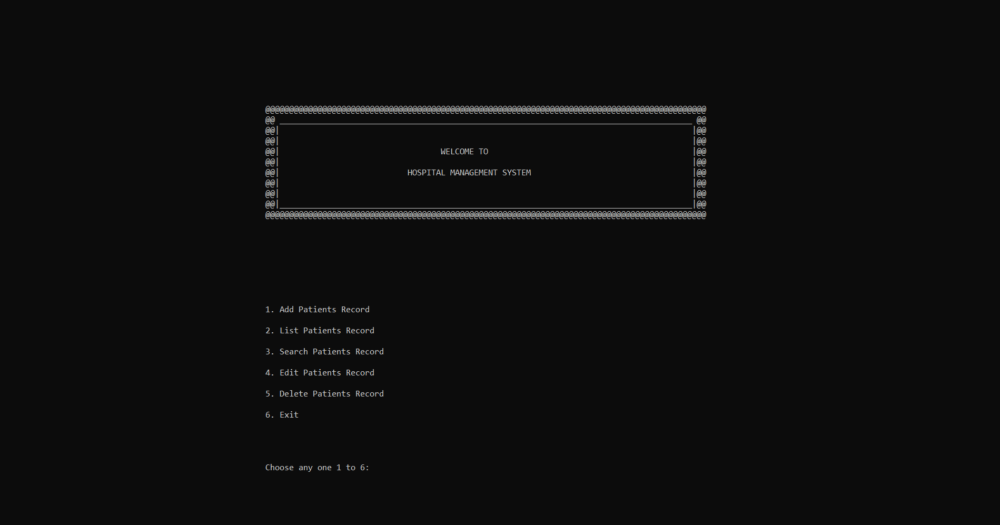 @@@@@@@@@@@@@@@@@@@@@@@@@@@@@@@@@@@@@@@@@@@@@@@@@@@@@@@@@@@@@@@@@@@@@@@@@@@@@@@@@@@@@@@@@@@@@
@@ _______________________________________________________________________________________ @@
@@|                                                                                       |@@
@@|                                                                                       |@@
@@|                                  WELCOME TO                                           |@@
@@|                                                                                       |@@
@@|                           HOSPITAL MANAGEMENT SYSTEM                                  |@@
@@|                                                                                       |@@
@@|                                                                                       |@@
@@|_______________________________________________________________________________________|@@
@@@@@@@@@@@@@@@@@@@@@@@@@@@@@@@@@@@@@@@@@@@@@@@@@@@@@@@@@@@@@@@@@@@@@@@@@@@@@@@@@@@@@@@@@@@@@
1. Add Patients Record
2. List Patients Record
3. Search Patients Record
4. Edit Patients Record
5. Delete Patients Record
6. Exit
Choose any one 1 to 6: